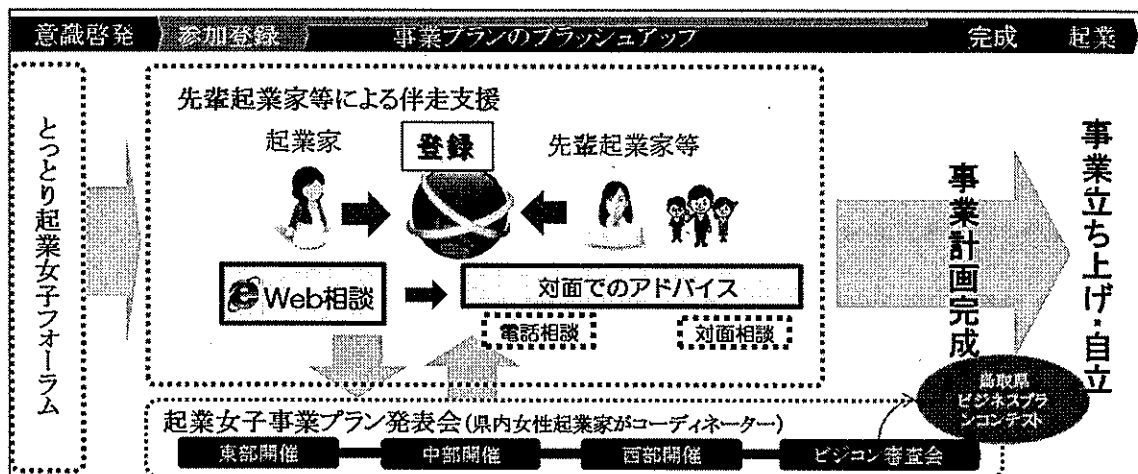 意識啓発 参加登録 事業プランのブラッシュアップ 完成 起業
とっとり起業女子フォーラム
先輩起業家等による伴走支援
起業家 登録 先輩起業家等
Web相談 対面でのアドバイス
電話相談 対面相談
事業計画完成
事業立ち上げ・自立
鳥取県
ビジネスプラ
ンコンテスト
起業女子事業プラン発表会(県内女性起業家がコーディネーター)
東部開催 中部開催 西部開催 ビジコン審査会